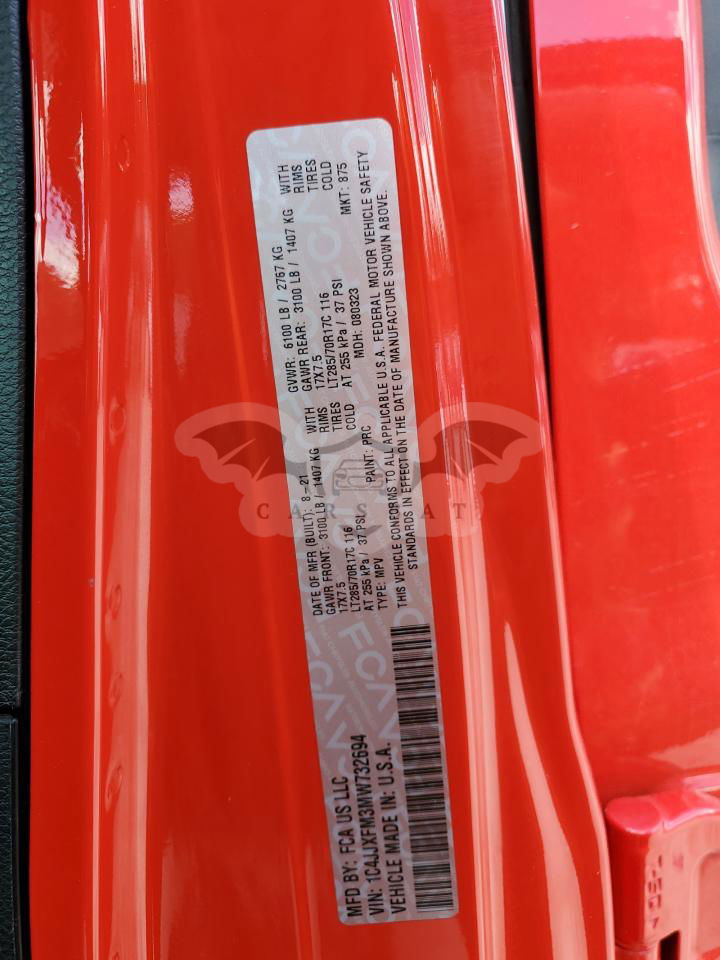 MFD BY: FCA US LLC
DATE OF MFR (BUILT): 8-21
GVWR: 6100 LB / 2767 KG
GAWR FRONT: 3100 LB / 1407 KG WITH
GAWR REAR: 3100 LB / 1407 KG WITH
17X7.5 RIMS
17X7.5 RIMS
LT285/70R17C 116 TIRES
LT285/70R17C 116 TIRES
AT 255 kPa / 37 PSI COLD
AT 255 kPa / 37 PSI COLD
VIN: 1C4JJXFM3MW732694
TYPE: MPV PAINT: PRC MDH: 080323 MKT: 875
VEHICLE MADE IN: U.S.A.
THIS VEHICLE CONFORMS TO ALL APPLICABLE U.S.A. FEDERAL MOTOR VEHICLE SAFETY
STANDARDS IN EFFECT ON THE DATE OF MANUFACTURE SHOWN ABOVE.
FCA